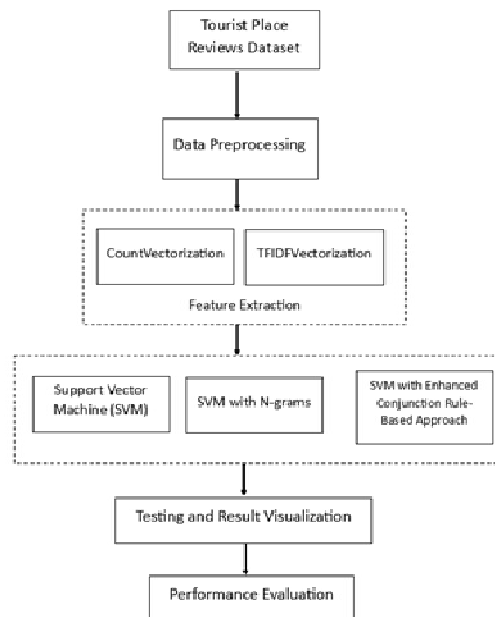 Tourist Place
Reviews Dataset
Data Preprocessing
CountVectorization
TFIDFVectorization
Feature Extraction
Support Vector
Machine (SVM)
SVM with N-grams
SVM with Enhanced
Conjunction Rule-
Based Approach
Testing and Result Visualization
Performance Evaluation